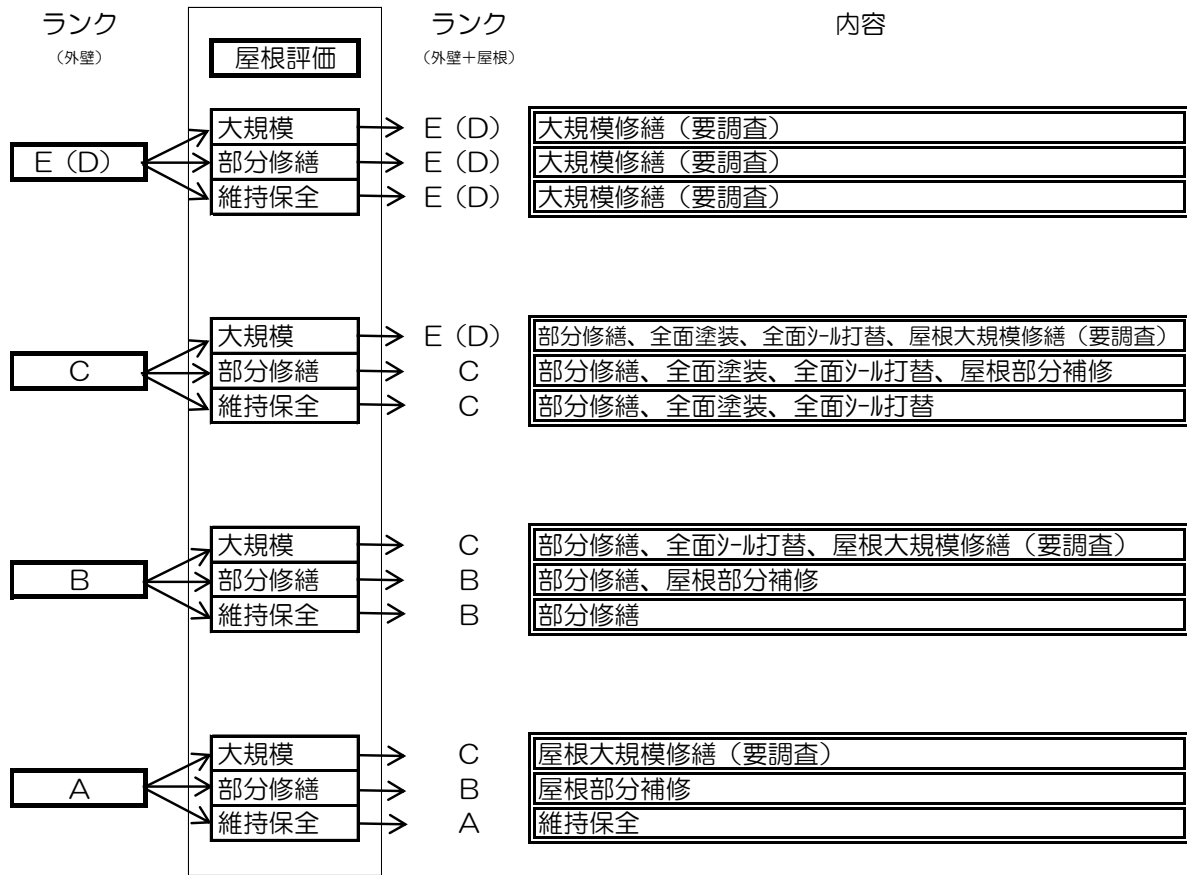 ランク ランク 内容
（外壁） 屋根評価 （外壁＋屋根）
大規模 Ｅ（Ｄ） 大規模修繕（要調査）
Ｅ（Ｄ） 部分修繕 Ｅ（Ｄ） 大規模修繕（要調査）
維持保全 Ｅ（Ｄ） 大規模修繕（要調査）
大規模 Ｅ（Ｄ） 部分修繕、全面塗装、全面ｼｰﾙ打替、屋根大規模修繕（要調査）
Ｃ 部分修繕 Ｃ 部分修繕、全面塗装、全面ｼｰﾙ打替、屋根部分補修
維持保全 Ｃ 部分修繕、全面塗装、全面ｼｰﾙ打替
大規模 Ｃ 部分修繕、全面ｼｰﾙ打替、屋根大規模修繕（要調査）
Ｂ 部分修繕 Ｂ 部分修繕、屋根部分補修
維持保全 Ｂ 部分修繕
大規模 Ｃ 屋根大規模修繕（要調査）
Ａ 部分修繕 Ｂ 屋根部分補修
維持保全 Ａ 維持保全